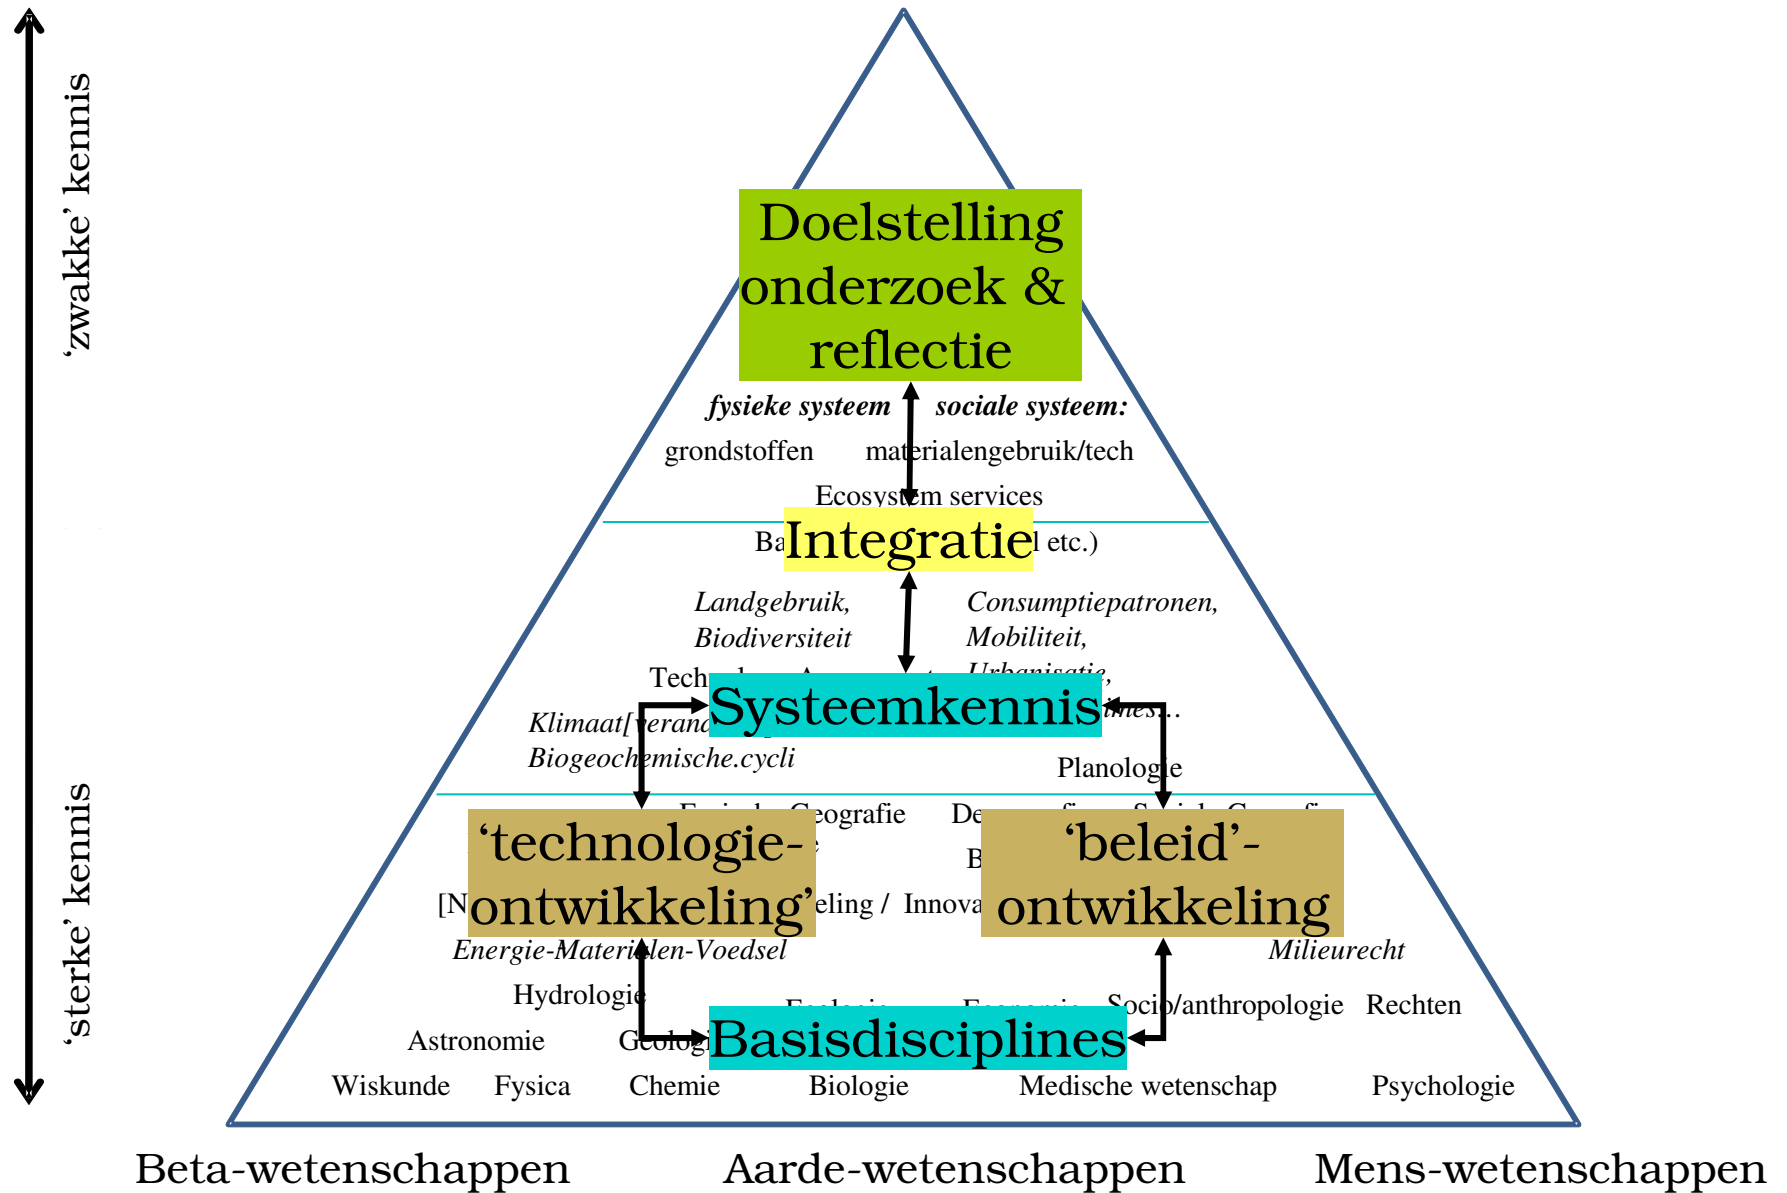 ‘zwakke’ kennis
‘sterke’ kennis
Doelstelling
onderzoek &
reflectie
fysieke systeem sociale systeem:
grondstoffen materialengebruik/tech
Ecosystem services
Integratie etc.)
Landgebruik, Consumptiepatronen,
Biodiversiteit Mobiliteit,
Urbanisatie,
Systeemkennis
Biogeochemische.cycli
Planologie
‘technologie- ‘beleid’-
ontwikkeling’ ontwikkeling
Energie-Materialen-Voedsel Milieurecht
Hydrologie Socio/anthropologie Rechten
Astronomie Basisdisciplines
Wiskunde Fysica Chemie Biologie Medische wetenschap Psychologie
Beta-wetenschappen Aarde-wetenschappen Mens-wetenschappen